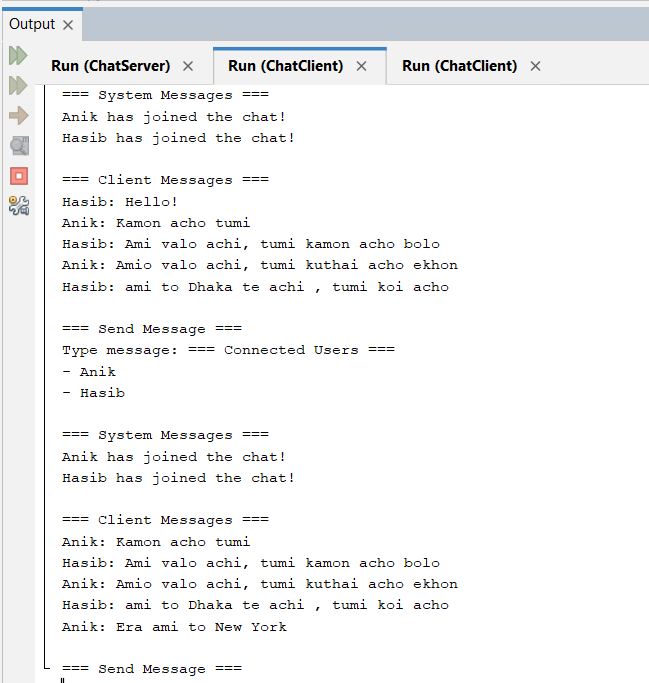 Output
Run (ChatServer) Run (ChatClient) Run (ChatClient)
=== System Messages ===
Anik has joined the chat!
Hasib has joined the chat!
=== Client Messages ===
Hasib: Hello!
Anik: Kamon acho tumi
Hasib: Ami valo achi, tumi kamon acho bolo
Anik: Amio valo achi, tumi kuthai acho ekhon
Hasib: ami to Dhaka te achi , tumi koi acho
=== Send Message ===
Type message: === Connected Users ===
- Anik
- Hasib
=== System Messages ===
Anik has joined the chat!
Hasib has joined the chat!
=== Client Messages ===
Anik: Kamon acho tumi
Hasib: Ami valo achi, tumi kamon acho bolo
Anik: Amio valo achi, tumi kuthai acho ekhon
Hasib: ami to Dhaka te achi , tumi koi acho
Anik: Era ami to New York
=== Send Message ===